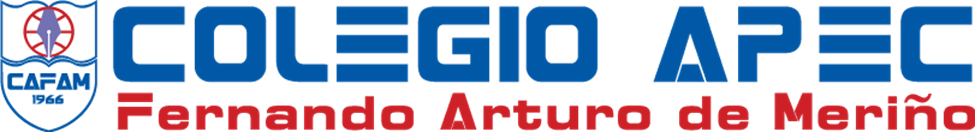 CAFAM
1966
COLEGIO APEC
Fernando Arturo de Meriño